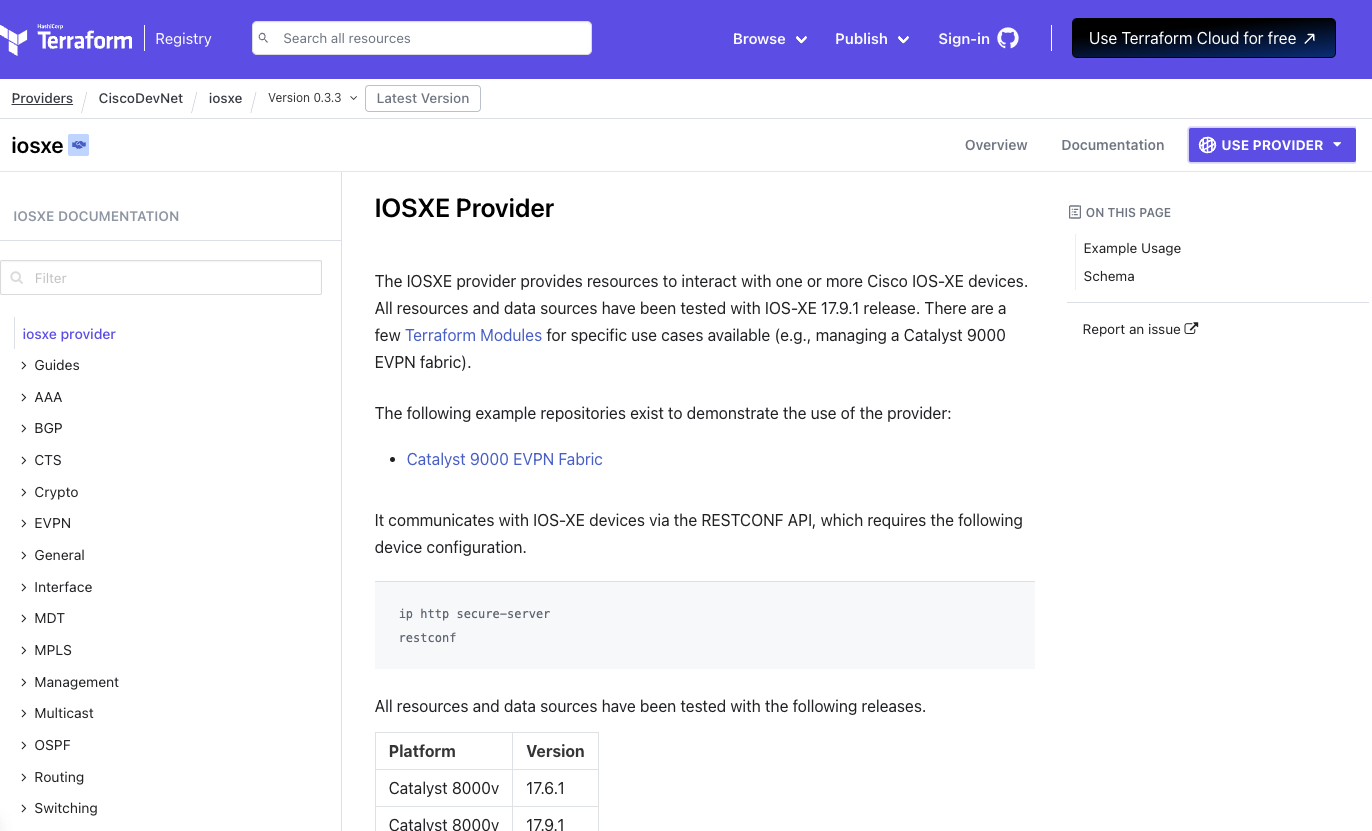 HashiCorp
Terraform
Registry
Search all resources
Browse
Publish
Sign-in
Use Terraform Cloud for free
Providers
CiscoDevNet
iosxe
Version 0.3.3
Latest Version
iosxe
Overview
Documentation
USE PROVIDER
IOSXE DOCUMENTATION
Filter
iosxe provider
Guides
AAA
BGP
CTS
Crypto
EVPN
General
Interface
MDT
MPLS
Management
Multicast
OSPF
Routing
Switching
IOSXE Provider
The IOSXE provider provides resources to interact with one or more Cisco IOS-XE devices.
All resources and data sources have been tested with IOS-XE 17.9.1 release. There are a
few Terraform Modules for specific use cases available (e.g., managing a Catalyst 9000
EVPN fabric).
The following example repositories exist to demonstrate the use of the provider:
• Catalyst 9000 EVPN Fabric
It communicates with IOS-XE devices via the RESTCONF API, which requires the following
device configuration.
ip http secure-server
restconf
All resources and data sources have been tested with the following releases.
Platform Version
Catalyst 8000v 17.6.1
Catalyst 8000v 17.9.1
ON THIS PAGE
Example Usage
Schema
Report an issue